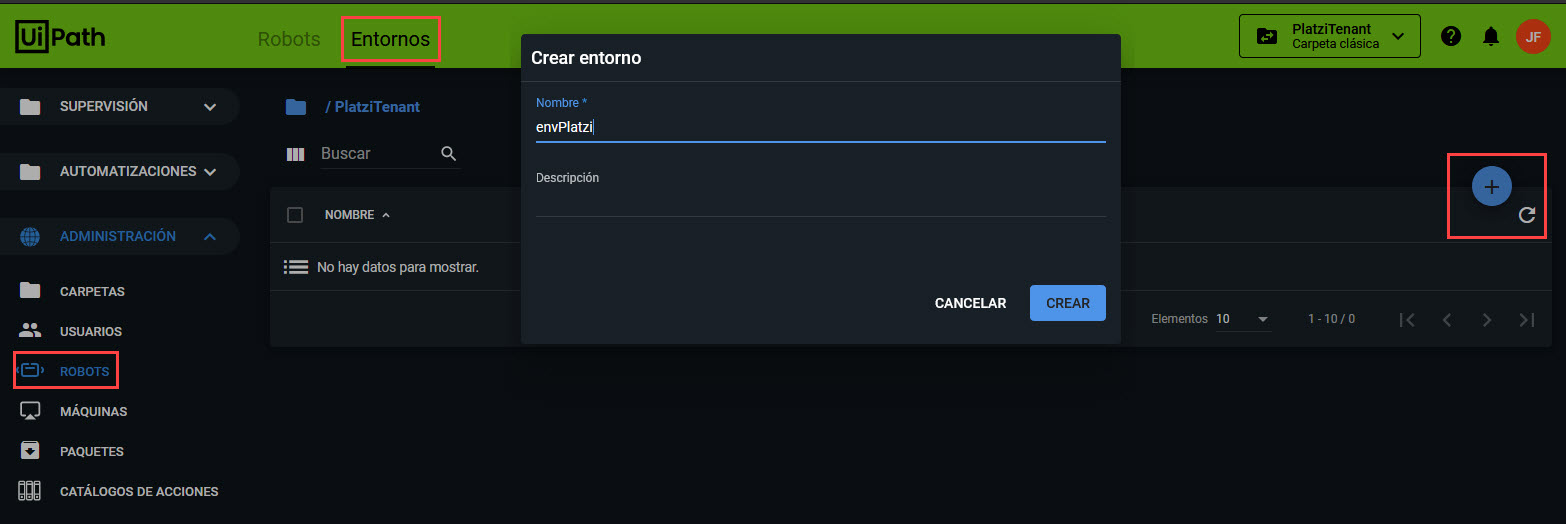 UiPath
Robots
Entornos
PlatziTenant
Carpeta clásica
JF
SUPERVISIÓN
AUTOMATIZACIONES
ADMINISTRACIÓN
CARPETAS
USUARIOS
ROBOTS
MÁQUINAS
PAQUETES
CATÁLOGOS DE ACCIONES
/ PlatziTenant
Buscar
NOMBRE
No hay datos para mostrar.
Crear entorno
Nombre *
envPlatzi
Descripción
CANCELAR
CREAR
Elementos 10
1 - 10 / 0